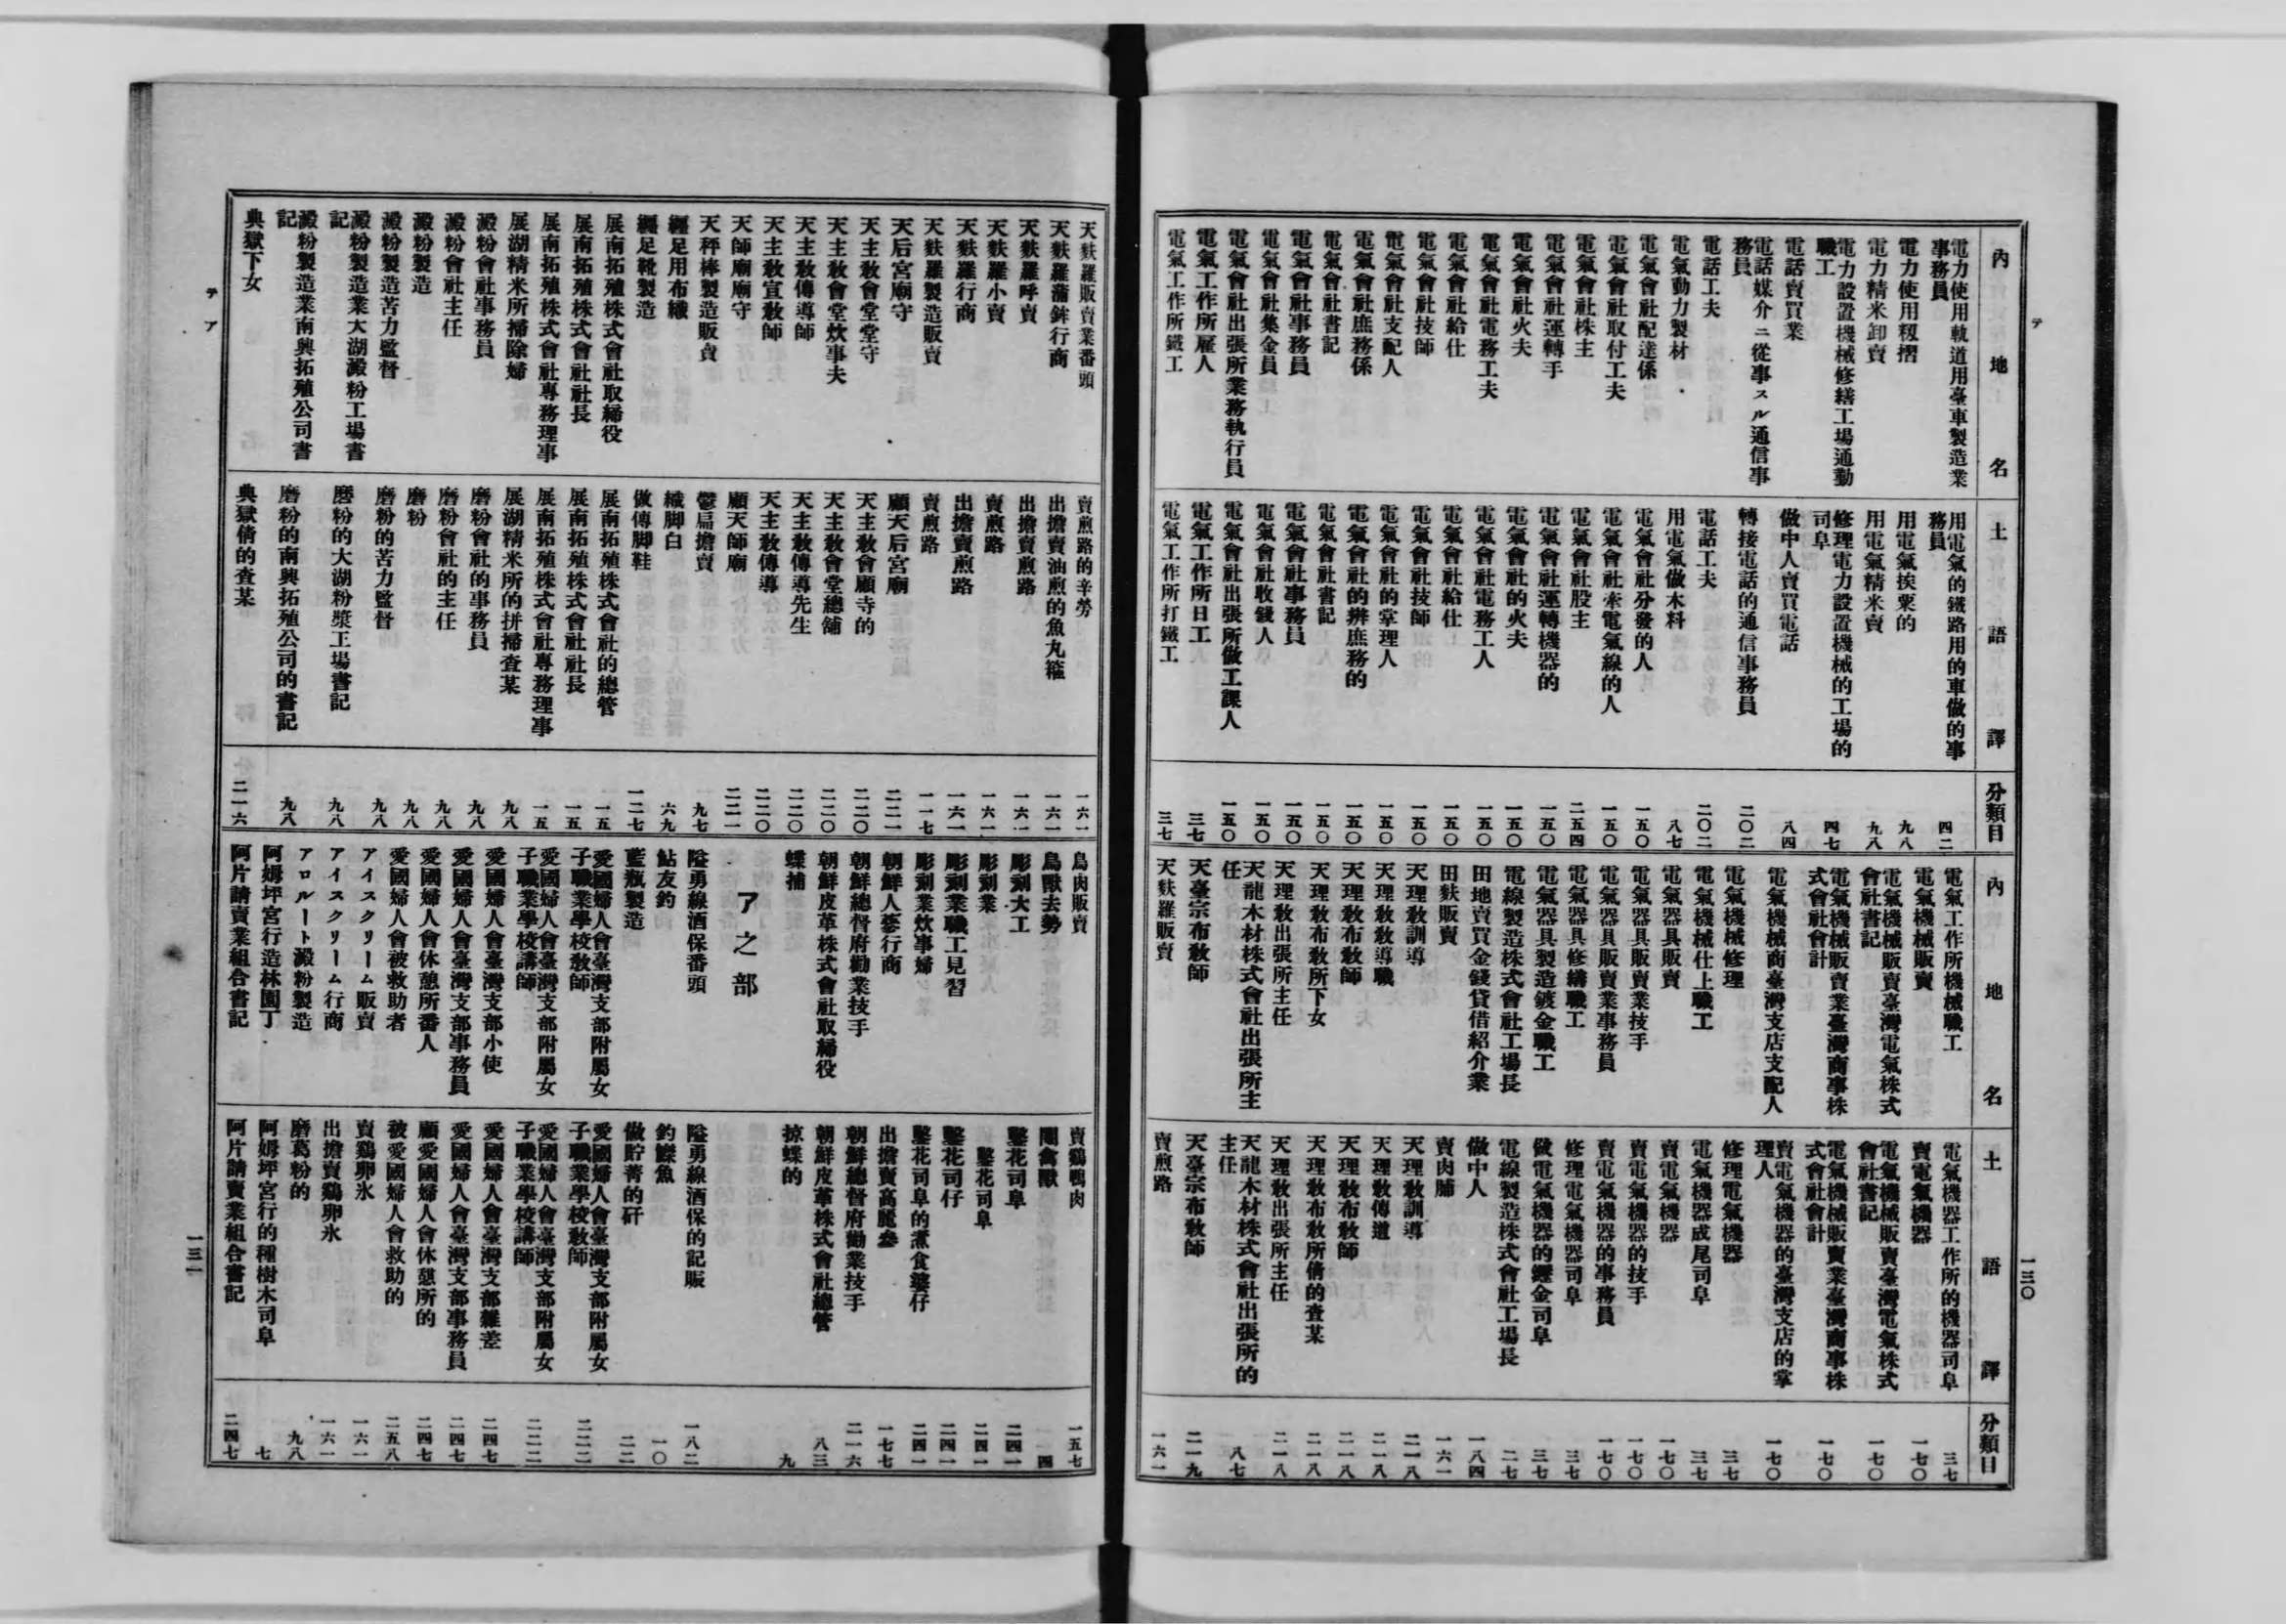 テ
一三〇
內地名
電力使用軌道用臺車製造業
事務員
電力使用籾摺
電力精米卸賣
電力設置機械修繕工場通勤
職工
電話賣買業
電話媒介ニ從事スル通信事
務員
電話工夫
電氣動力製材
電氣會社配達係
電氣會社取付工夫
電氣會社株主
電氣會社運轉手
電氣會社火夫
電氣會社電務工夫
電氣會社給仕
電氣會社技師
電氣會社支配人
電氣會社庶務係
電氣會社書記
電氣會社事務員
電氣會社集金員
電氣會社出張所業務執行員
電氣工作所雇人
電氣工作所鐵工
土語譯
用電氣的鐵路用的車做的事
務員
用電氣挨粟的
用電氣精米賣
修理電力設置機械的工場的
司阜
做中人賣買電話
轉接電話的通信事務員
電話工夫
用電氣做木料
電氣會社分發的人
電氣會社牽電氣線的人
電氣會社股主
電氣會社運轉機器的
電氣會社的火夫
電氣會社電務工人
電氣會社給仕
電氣會社的技師
電氣會社的掌理人
電氣會社的辨庶務的
電氣會社書記
電氣會社事務員
電氣會社收錢人
電氣會社出張所做工課人
電氣工作所日工
電氣工作所打鐵工
分類目
四二
九八
九八
四七
八四
二〇二
二〇二
八七
一五〇
一五〇
二五四
一五〇
一五〇
一五〇
一五〇
一五〇
一五〇
一五〇
一五〇
一五〇
一五〇
一五〇
三七
三七
內地名
電氣工作所機械職工
電氣機械販賣
電氣機械販賣臺灣電氣株式
會社書記
電氣機械販賣業臺灣商事株
式會社會計
電氣機械商臺灣支店支配人
電氣機械修理
電氣機械仕上職工
電氣器具販賣
電氣器具販賣業技手
電氣器具販賣業事務員
電氣器具修繕職工
電氣器具製造鍍金職工
電線製造株式會社工場長
田地賣買金錢貸借紹介業
田麩販賣
天理敎訓導
天理敎敎導職
天理敎布敎師
天理敎布敎所下女
天理敎出張所主任
天龍木材株式會社出張所主
任
天臺宗布敎師
天麩羅販賣
土語譯
電氣機器工作所的機器司阜
賣電氣機器
電氣機械販賣臺灣電氣株式
會社書記
電氣機械販賣業臺灣商事株
式會社會計
賣電氣機器的臺灣支店的掌
理人
修理電氣機器
電氣機器成尾司阜
賣電氣機器
賣電氣機器的技手
賣電氣機器的事務員
修理電氣機器司阜
做電氣機器的鍍金司阜
電線製造株式會社工場長
做中人
賣肉脯
天理敎訓導
天理敎傳道
天理敎布敎師
天理敎布敎所倩的查某
天理敎出張所主任
天龍木材株式會社出張所的
主任
天臺宗布敎師
賣煎路
分類目
三七
一七〇
一七〇
一七〇
一七〇
三七
三七
一七〇
一七〇
一七〇
三七
三七
二七
一八四
一六一
二一八
二一八
二一八
二一八
二一八
八七
二一九
一六一
テア
一三一
天麩羅販賣業番頭
天麩羅蒲鉾行商
天麩羅呼賣
天麩羅小賣
天麩羅行商
天麩羅製造販賣
天后宮廟守
天主敎會堂堂守
天主敎會堂炊事夫
天主敎傳導師
天主敎宣敎師
天師廟廟守
天秤棒製造販賣
纏足用布織
纏足靴製造
展南拓殖株式會社取締役
展南拓殖株式會社社長
展南拓殖株式會社專務理事
展湖精米所掃除婦
澱粉會社事務員
澱粉會社主任
澱粉製造
澱粉製造苦力監督
澱粉製造業大湖澱粉工場書
記
澱粉製造業南興拓殖公司書
記
典獄下女
賣煎路的辛勞
出擔賣油煎的魚丸箍
出擔賣煎路
賣煎路
出擔賣煎路
賣煎路
顧天后宮廟
天主敎會顧寺的
天主敎會堂總舖
天主敎傳導先生
天主敎傳導
顧天師廟
鬱扁擔賣
織脚白
做傳脚鞋
展南拓殖株式會社的總管
展南拓殖株式會社社長
展南拓殖株式會社專務理事
展湖精米所的拼掃查某
磨粉會社的事務員
磨粉會社的主任
磨粉
磨粉的苦力監督
磨粉的大湖粉漿工場書記
磨粉的南興拓殖公司的書記
典獄倩的查某
一六一
一六一
一六一
一六一
一六一
一一七
二二一
二二〇
二二〇
二二〇
二二〇
二二一
九七
六九
一二七
一五
一五
一五
九八
九八
九八
九八
九八
九八
九八
二一六
鳥肉販賣
鳥獸去勢
彫刻大工
彫刻業
彫刻業職工見習
彫刻業炊事婦
朝鮮人蔘行商
朝鮮總督府勸業技手
朝鮮皮革株式會社取締役
蝶捕
ア之部
隘勇線酒保番頭
鮎友釣
藍瓶製造
愛國婦人會臺灣支部附屬女
子職業學校敎師
愛國婦人會臺灣支部附屬女
子職業學校講師
愛國婦人會臺灣支部小使
愛國婦人會臺灣支部事務員
愛國婦人會休憩所番人
愛國婦人會被救助者
アイスクリーム販賣
アイスクリーム行商
アロルート澱粉製造
阿姆坪宮行造林園丁
阿片請賣業組合書記
賣鷄鴨肉
閹禽獸
鑿花司阜
鑿花司阜
鑿花司仔
鑿花司阜的煮食婆仔
出擔賣高麗參
朝鮮總督府勸業技手
朝鮮皮革株式會社總管
掠蝶的
隘勇線酒保的記賬
釣鰈魚
做貯菁的矸
愛國婦人會臺灣支部附屬女
子職業學校敎師
愛國婦人會臺灣支部附屬女
子職業學校講師
愛國婦人會臺灣支部雜差
愛國婦人會臺灣支部事務員
顧愛國婦人會休憩所的
被愛國婦人會救助的
賣鷄卵氷
出擔賣鷄卵氷
磨葛粉的
阿姆坪宮行的種樹木司阜
阿片請賣業組合書記
一五七
一四
二四一
二四一
二四一
二四一
一七七
二一六
八三
九
一八二
一〇
二二
二二二
二二二
二四七
二四七
二四七
二五八
一六一
一六一
九八
七
二四七